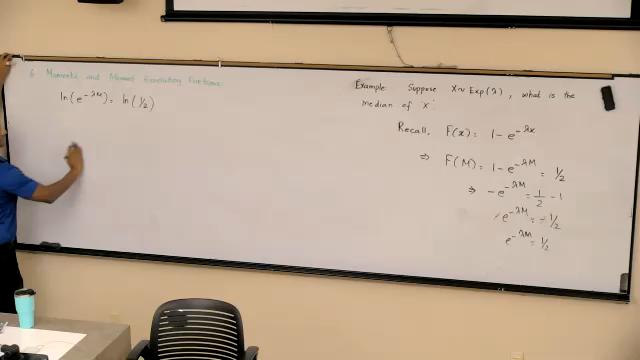 6 Moments and Moment Generating Functions
ln(e^{-λM}) = ln(1/2)
Example: Suppose X~Exp(λ), what is the
median of X
Recall, F(x) = 1 - e^{-λx}
⇒ F(M) = 1 - e^{-λM} = 1/2
⇒ -e^{-λM} = 1/2 - 1
-e^{-λM} = -1/2
e^{-λM} = 1/2